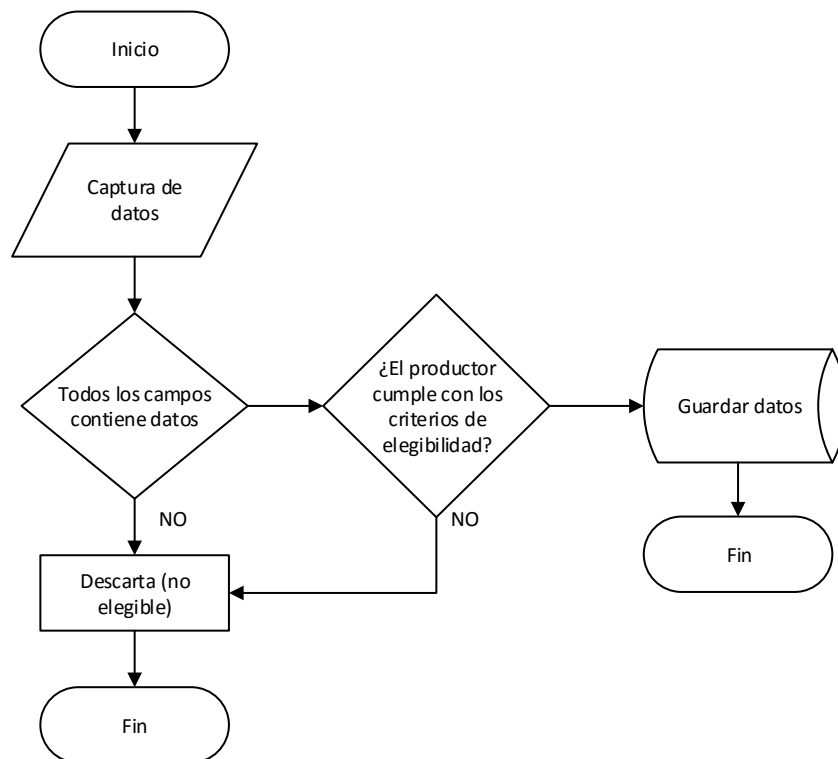 Inicio
Captura de
datos
Todos los campos
contiene datos
¿El productor
cumple con los
criterios de
elegibilidad?
Guardar datos
NO
NO
Descarta (no
elegible)
Fin
Fin